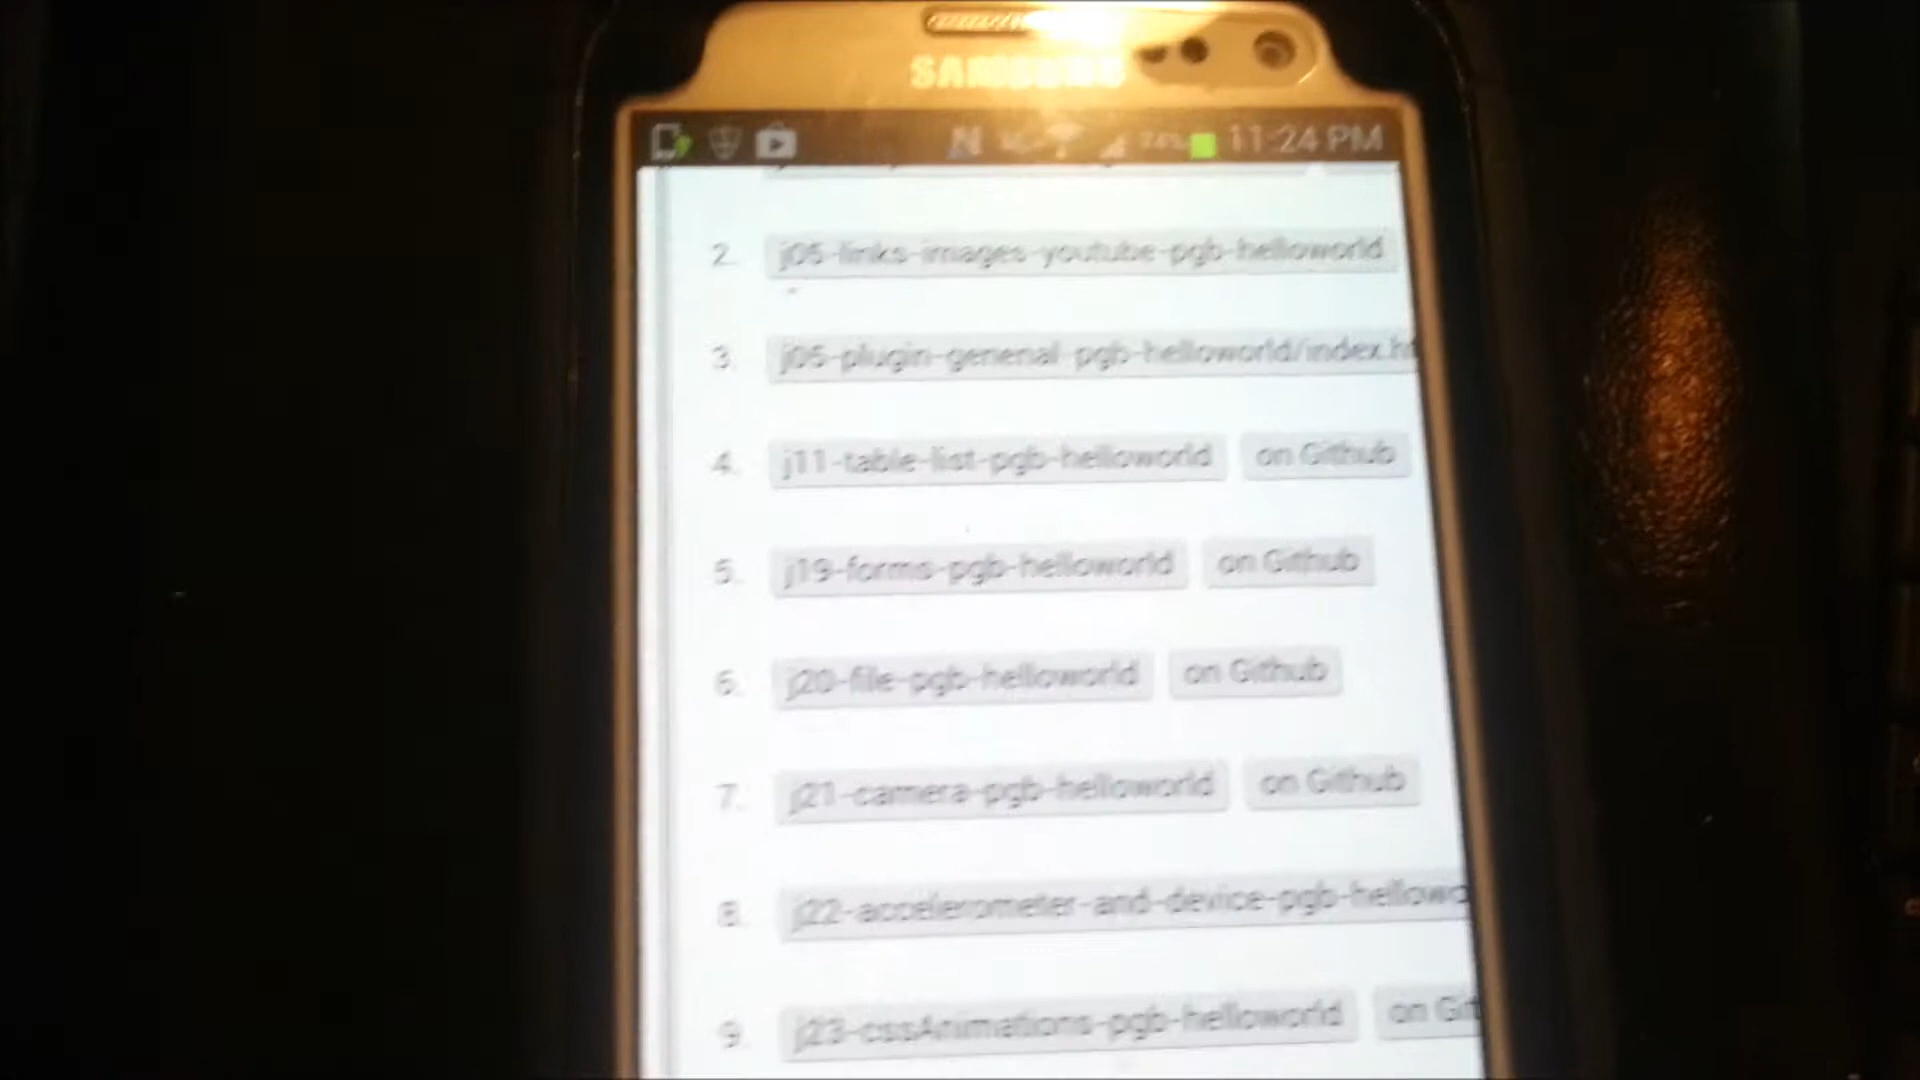 SAMSUNG
74% 11:24 PM
2. j05-links-images-youtube-pgb-helloworld
3. j05-plugin-general-pgb-helloworld/index.ht
4. j11-table-list-pgb-helloworld on Github
5. j19-forms-pgb-helloworld on Github
6. j20-file-pgb-helloworld on Github
7. j21-camera-pgb-helloworld on Github
8. j22-accelerometer-and-device-pgb-hellowo
9. j23-cssAnimations-pgb-helloworld on Git